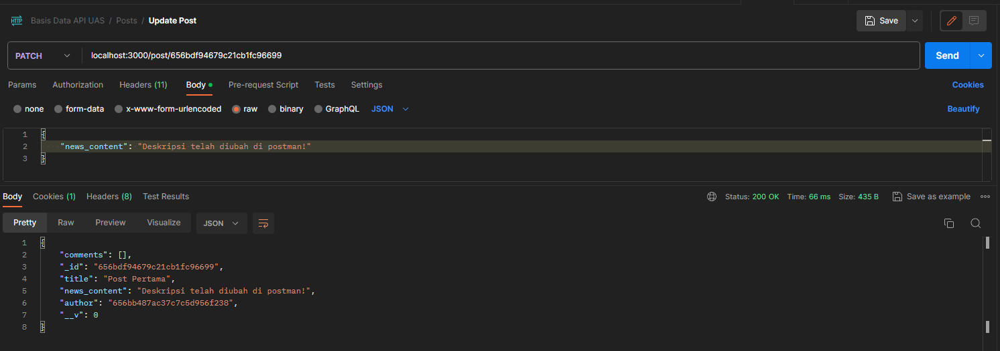 HTTP Basis Data API UAS / Posts / Update Post Save
PATCH localhost:3000/post/656bdf94679c21cb1fc96699 Send
Params Authorization Headers (11) Body Pre-request Script Tests Settings Cookies
none form-data x-www-form-urlencoded raw binary GraphQL JSON Beautify
1 {
2 "news_content": "Deskripsi telah diubah di postman!"
3 }
Body Cookies (1) Headers (8) Test Results Status: 200 OK Time: 66 ms Size: 435 B Save as example
Pretty Raw Preview Visualize JSON
1 {
2 "comments": [],
3 "_id": "656bdf94679c21cb1fc96699",
4 "title": "Post Pertama",
5 "news_content": "Deskripsi telah diubah di postman!",
6 "author": "656bb487ac37c7c5d956f238",
7 "__v": 0
8 }